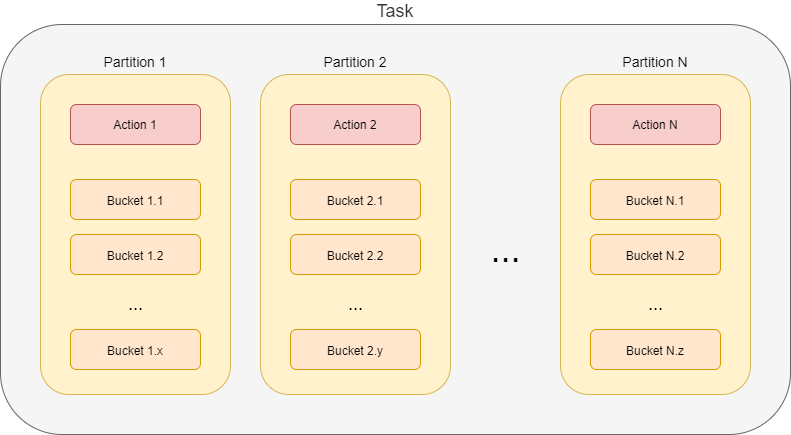 Task
Partition 1
Action 1
Bucket 1.1
Bucket 1.2
...
Bucket 1.x
Partition 2
Action 2
Bucket 2.1
Bucket 2.2
...
Bucket 2.y
...
Partition N
Action N
Bucket N.1
Bucket N.2
...
Bucket N.z